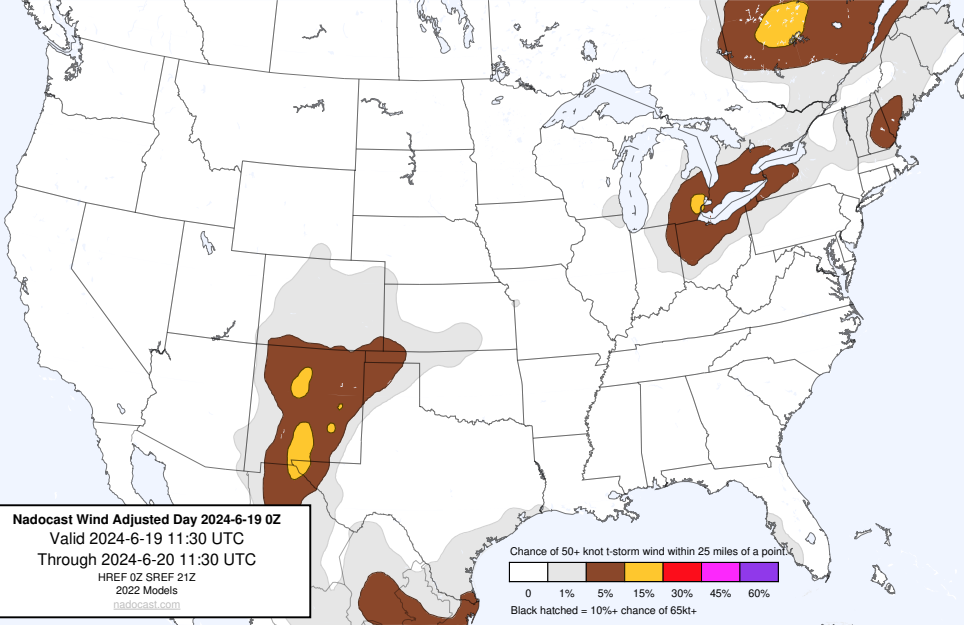 Nadocast Wind Adjusted Day 2024-6-19 0Z
Valid 2024-6-19 11:30 UTC
Through 2024-6-20 11:30 UTC
HREF 0Z SREF 21Z
2022 Models
nadocast.com
Chance of 50+ knot t-storm wind within 25 miles of a point.
0 1% 5% 15% 30% 45% 60%
Black hatched = 10%+ chance of 65kt+